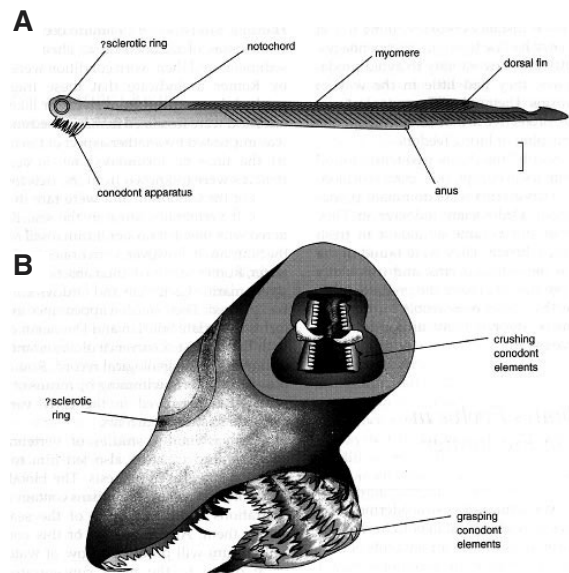 A
?sclerotic ring
notochord
myomere
dorsal fin
conodont apparatus
anus
B
crushing
conodont
elements
?sclerotic
ring
grasping
conodont
elements